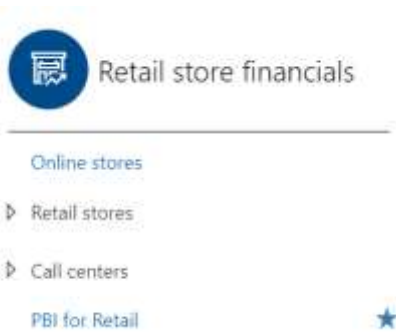 Retail store financials
Online stores
Retail stores
Call centers
PBI for Retail